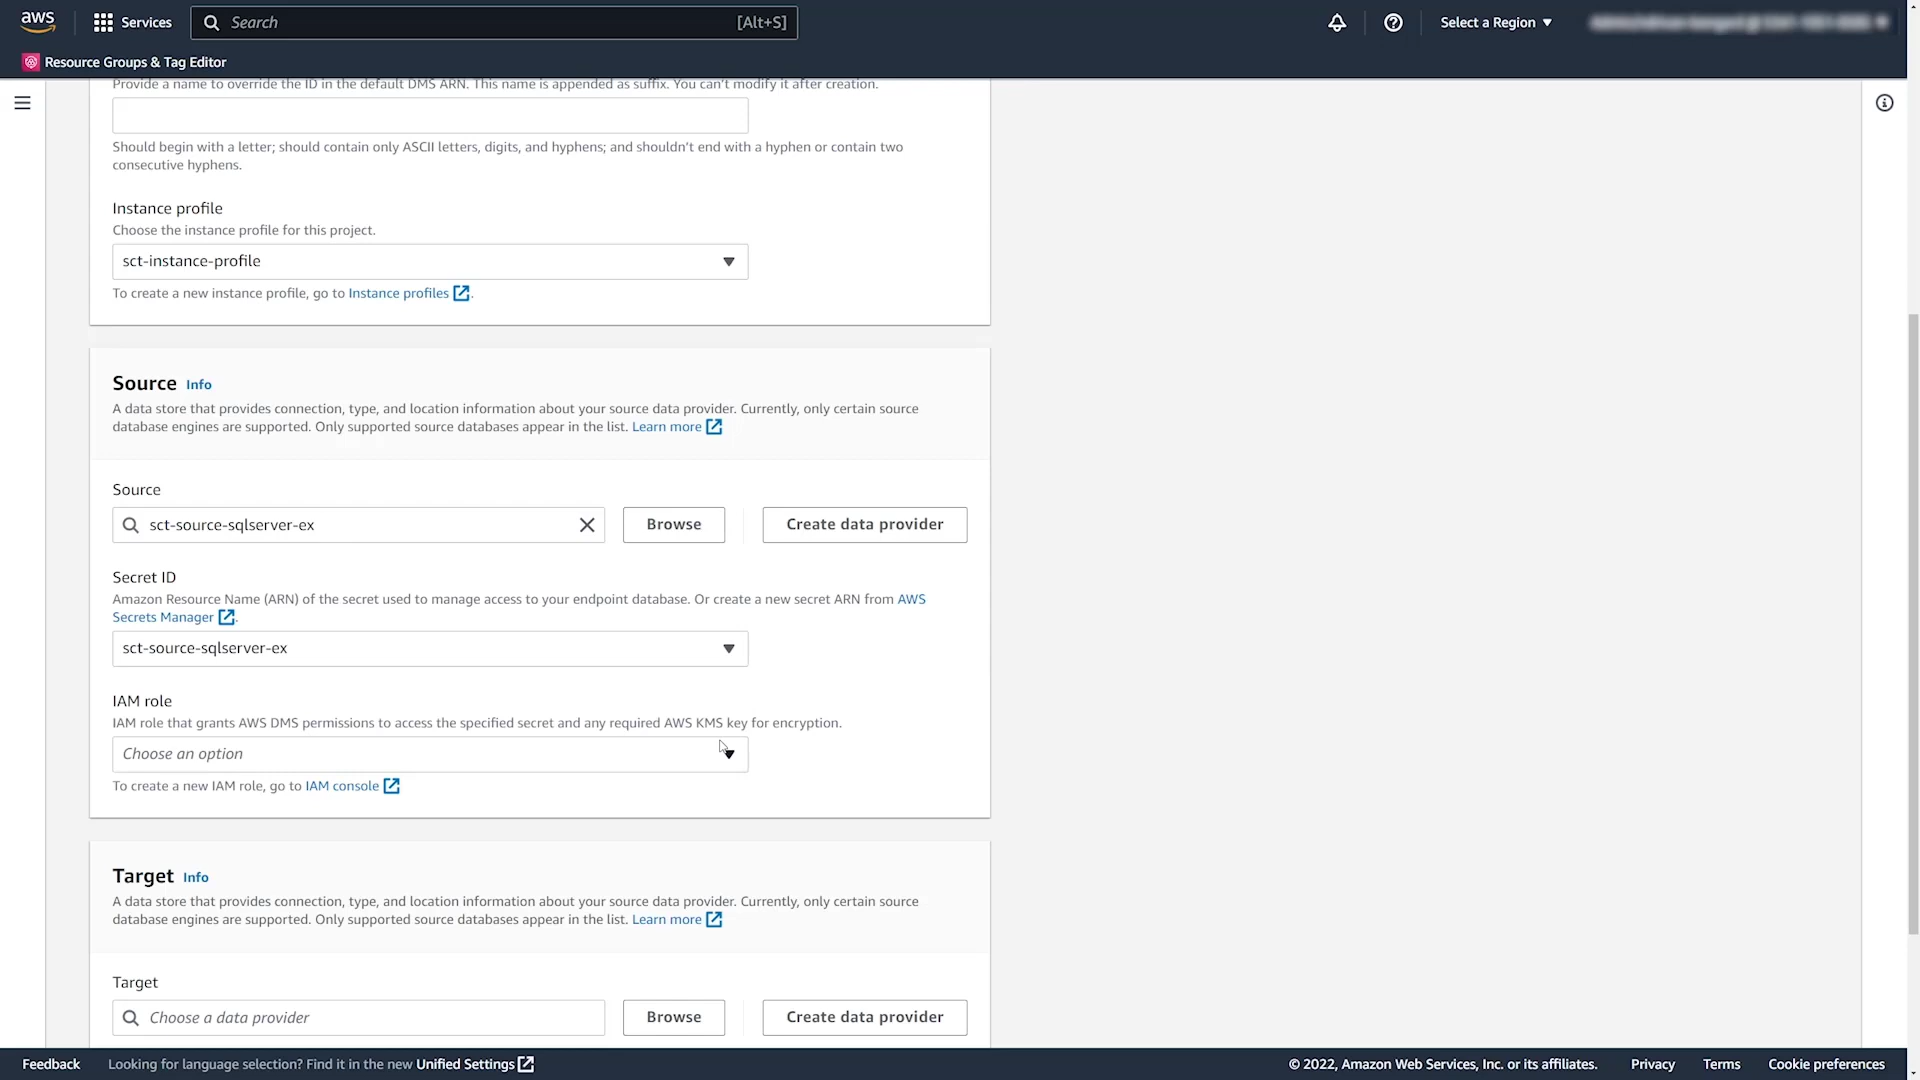 aws
Services
Search
[Alt+S]
Select a Region
Resource Groups & Tag Editor
Provide a name to override the ID in the default DMS ARN. This name is appended as suffix. You can't modify it after creation.
Should begin with a letter; should contain only ASCII letters, digits, and hyphens; and shouldn't end with a hyphen or contain two
consecutive hyphens.
Instance profile
Choose the instance profile for this project.
sct-instance-profile
To create a new instance profile, go to Instance profiles.
Source Info
A data store that provides connection, type, and location information about your source data provider. Currently, only certain source
database engines are supported. Only supported source databases appear in the list. Learn more
Source
sct-source-sqlserver-ex
Browse
Create data provider
Secret ID
Amazon Resource Name (ARN) of the secret used to manage access to your endpoint database. Or create a new secret ARN from AWS
Secrets Manager.
sct-source-sqlserver-ex
IAM role
IAM role that grants AWS DMS permissions to access the specified secret and any required AWS KMS key for encryption.
Choose an option
To create a new IAM role, go to IAM console
Target Info
A data store that provides connection, type, and location information about your source data provider. Currently, only certain source
database engines are supported. Only supported source databases appear in the list. Learn more
Target
Choose a data provider
Browse
Create data provider
Feedback
Looking for language selection? Find it in the new Unified Settings
© 2022, Amazon Web Services, Inc. or its affiliates.
Privacy
Terms
Cookie preferences